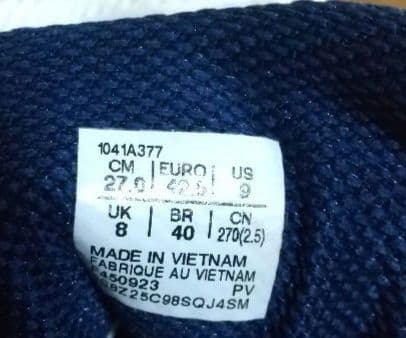 1041A377
CM | EURO | US
27.0 | 42.5 | 9
UK | BR | CN
8 | 40 | 270(2.5)
MADE IN VIETNAM
FABRIQUE AU VIETNAM
PV